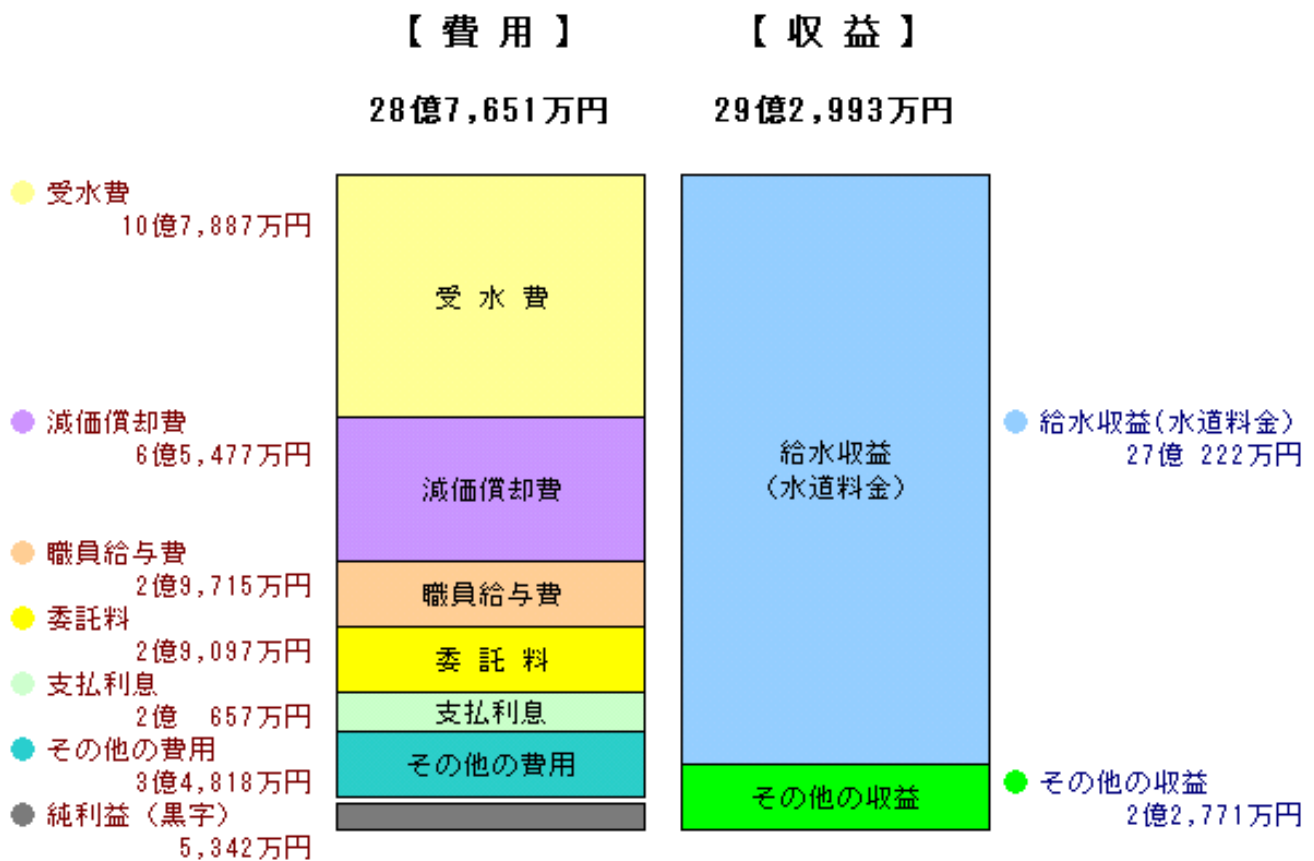 【 費 用 】
【 収 益 】
28億7,651万円
29億2,993万円
受水費
10億7,887万円
減価償却費
6億5,477万円
職員給与費
2億9,715万円
委託料
2億9,097万円
支払利息
2億 657万円
その他の費用
3億4,818万円
純利益（黒字）
5,342万円
受 水 費
減価償却費
職員給与費
委 託 料
支払利息
その他の費用
給水収益
（水道料金）
その他の収益
給水収益(水道料金)
27億 222万円
その他の収益
2億2,771万円